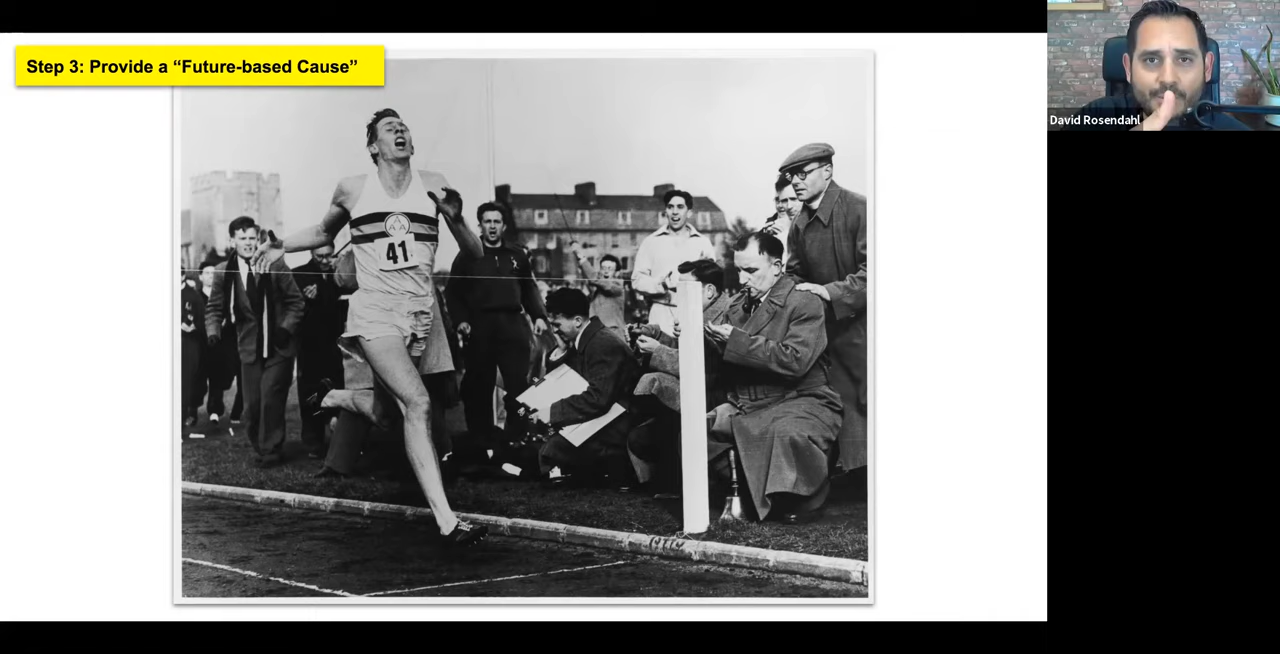 Step 3: Provide a “Future-based Cause”
David Rosendahl
A
A A A
41